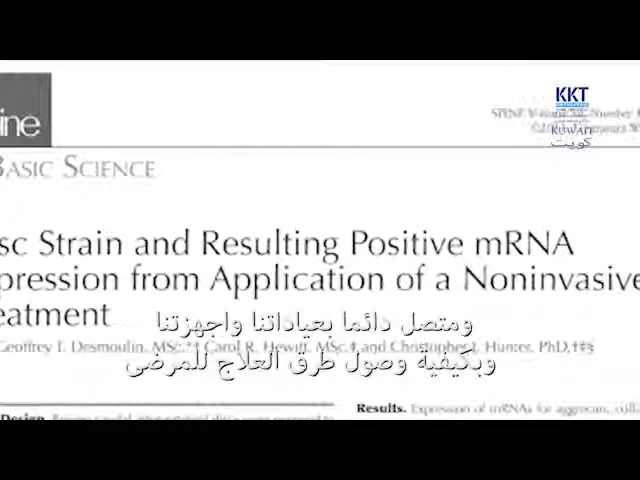 ine
KKT
KUWAIT
كويت
BASIC SCIENCE
sc Strain and Resulting Positive mRNA
pression from Application of a Noninvasive
eatment
ومتصل دائما بعياداتنا واجهزتنا
Geoffrey T. Desmoulin, MSc,*† Carol R. Hewitt, MSc,‡ and Christopher J. Hunter, PhD,†‡§
وبكيفية وصول طرق العلاج للمرضى
Design.
Results. Expression of mRNAs for aggrecan,